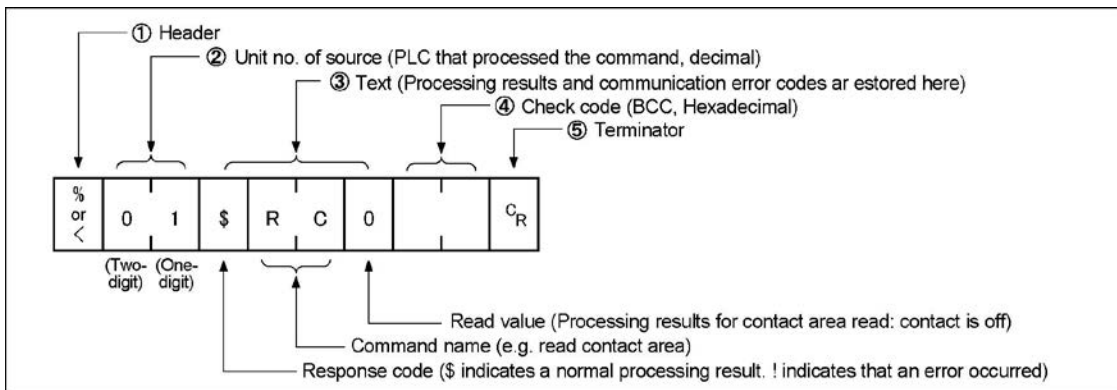 ① Header
② Unit no. of source (PLC that processed the command, decimal)
③ Text (Processing results and communication error codes ar estored here)
④ Check code (BCC, Hexadecimal)
⑤ Terminator
% or < 0 1 $ R C 0 CR
(Two-digit) (One-digit)
Read value (Processing results for contact area read: contact is off)
Command name (e.g. read contact area)
Response code ($ indicates a normal processing result. ! indicates that an error occurred)